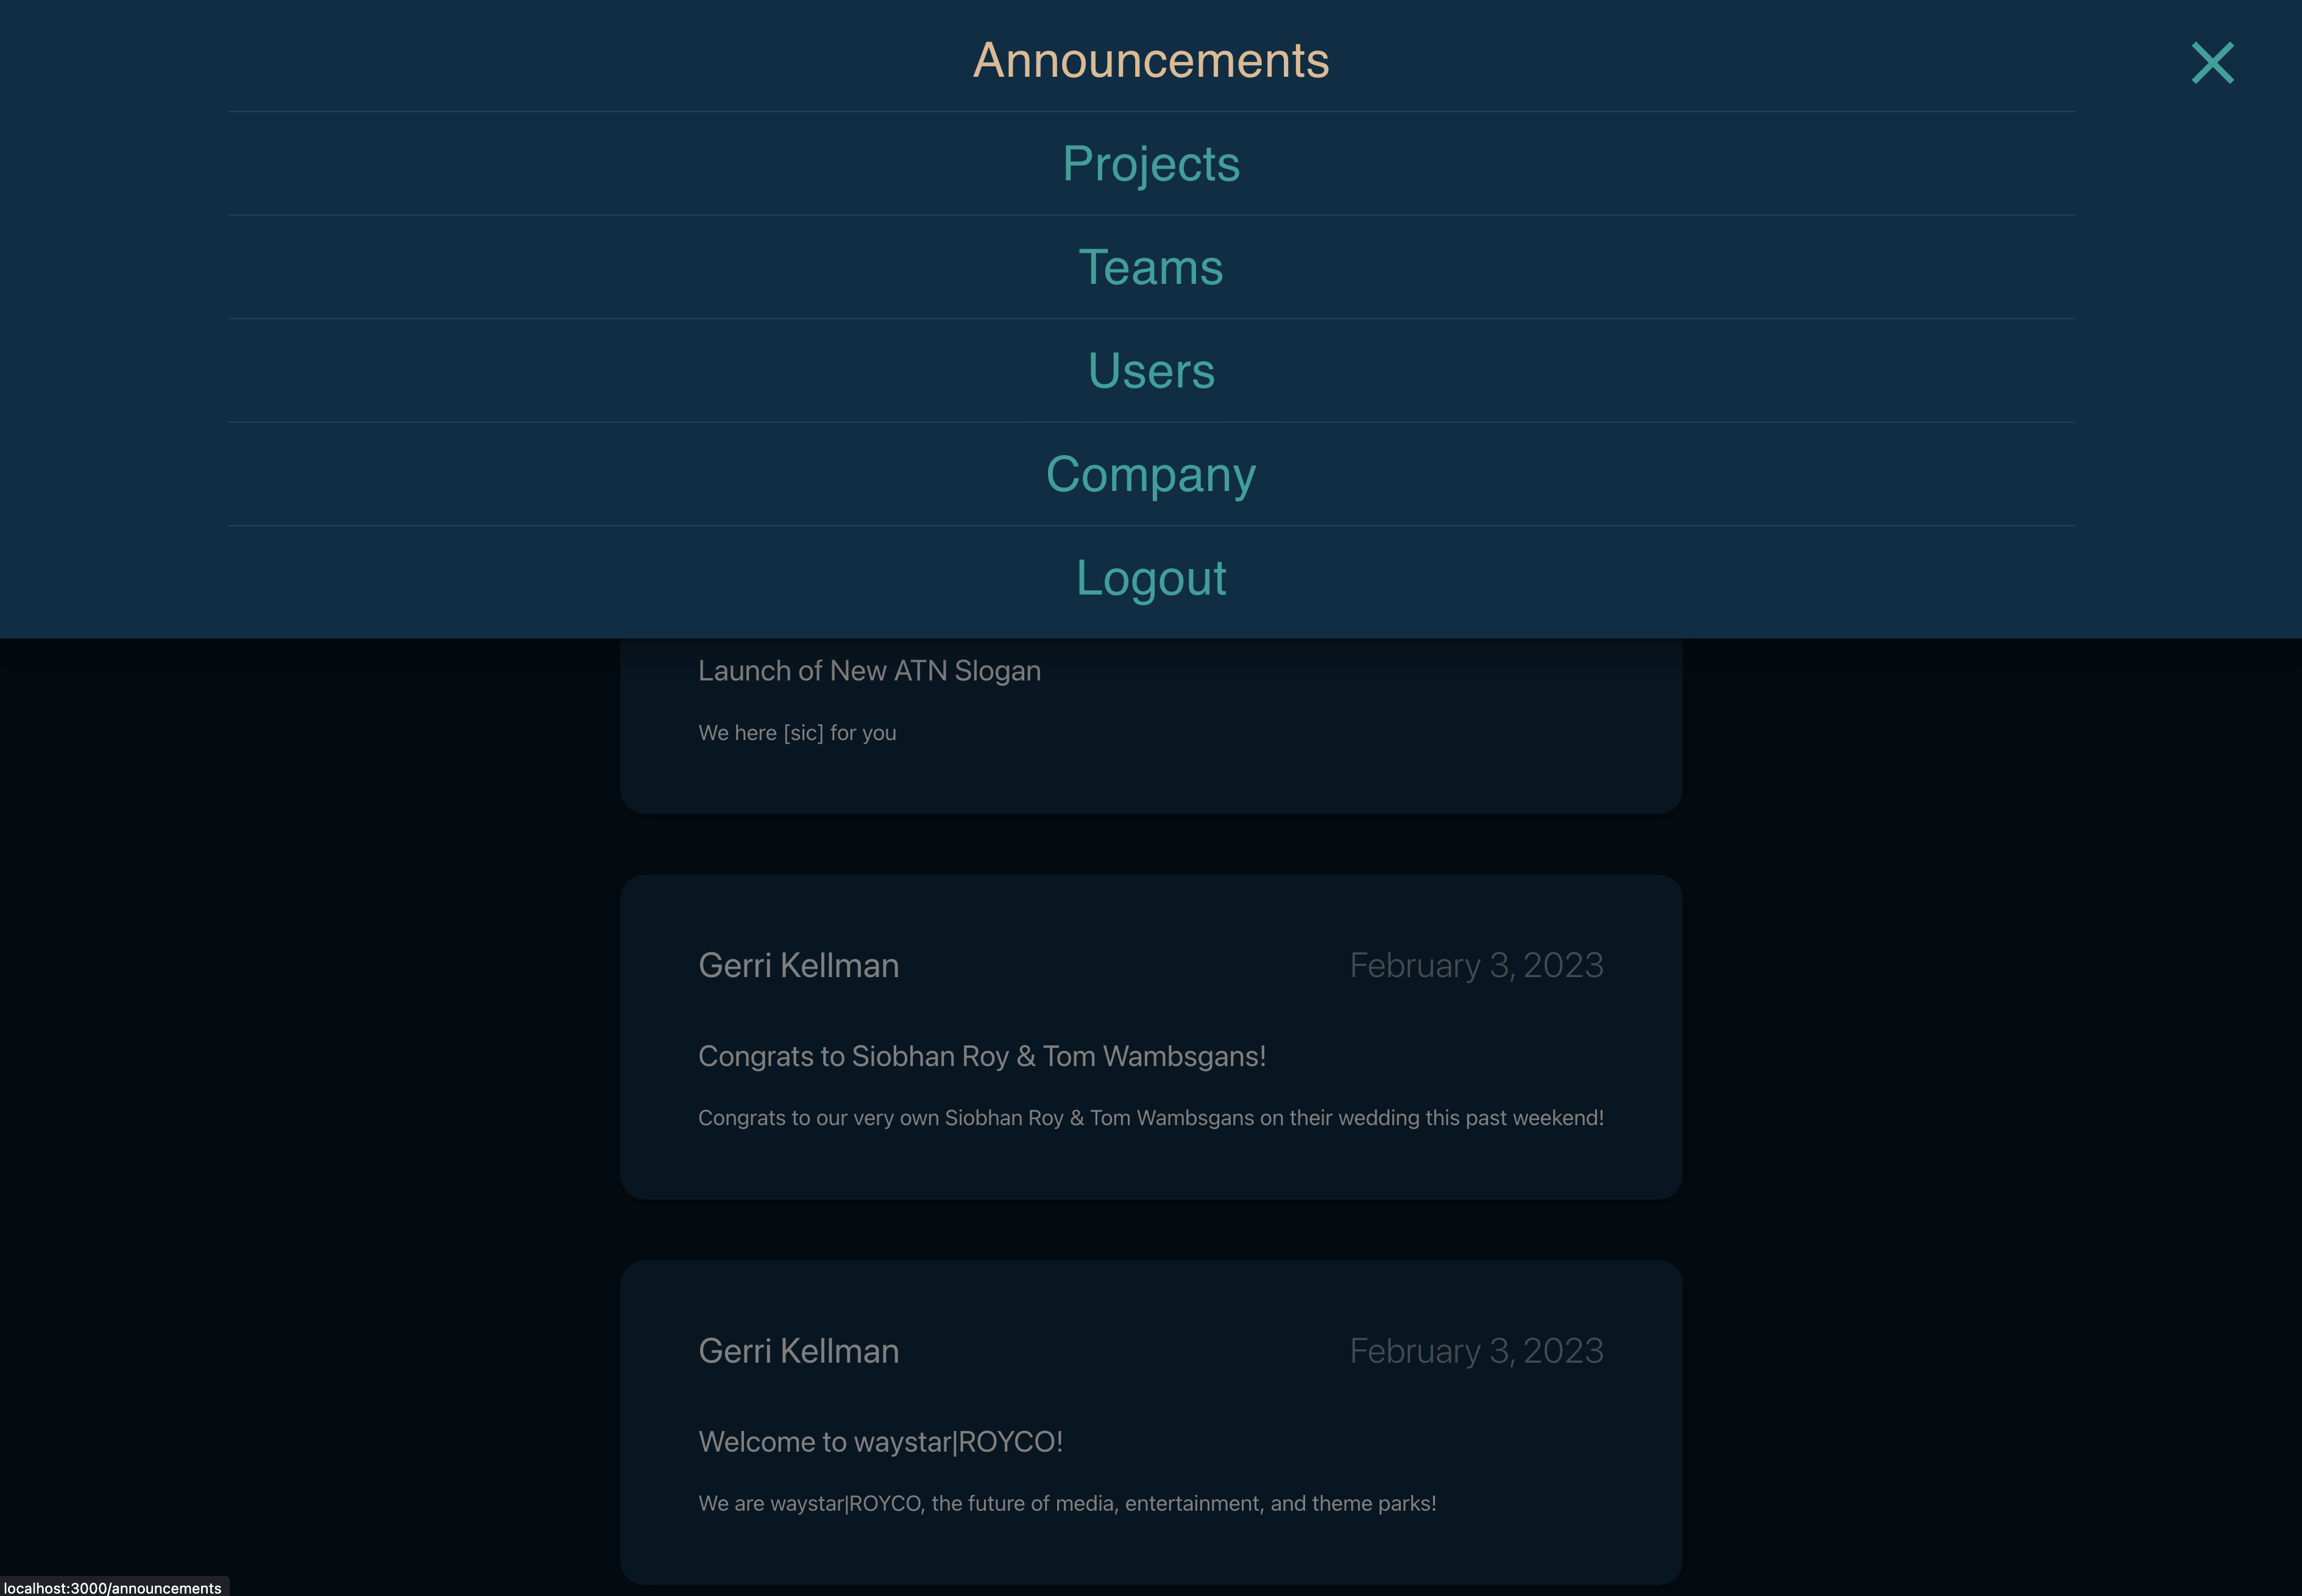 Announcements
Projects
Teams
Users
Company
Logout
Launch of New ATN Slogan
We here [sic] for you
Gerri Kellman
February 3, 2023
Congrats to Siobhan Roy & Tom Wambsgans!
Congrats to our very own Siobhan Roy & Tom Wambsgans on their wedding this past weekend!
Gerri Kellman
February 3, 2023
Welcome to waystar|ROYCO!
We are waystar|ROYCO, the future of media, entertainment, and theme parks!
localhost:3000/announcements